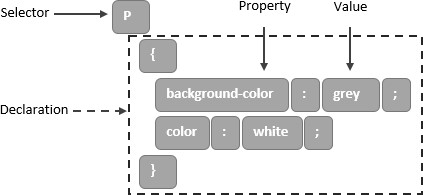 Property Value
Selector P
{
background-color : grey ;
Declaration
color : white ;
}